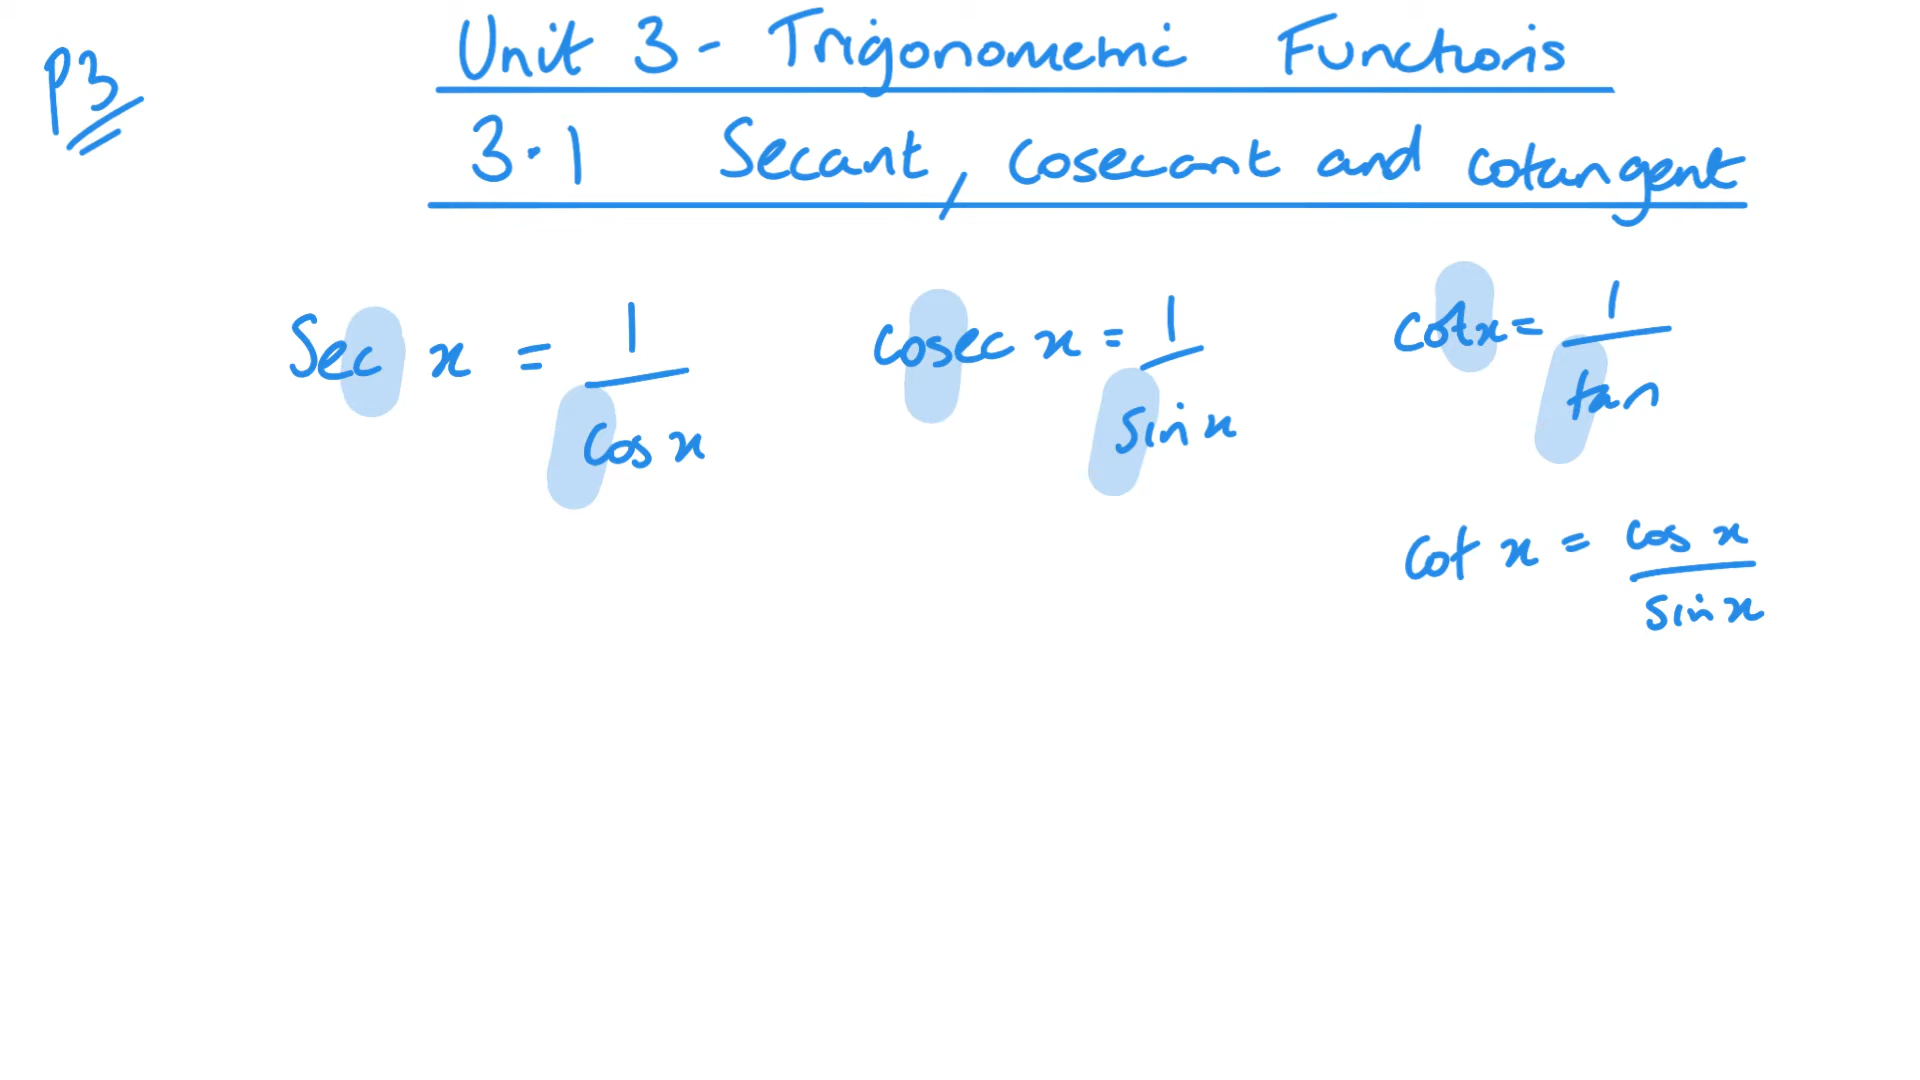 P3
Unit 3 - Trigonometric Functions
3.1 Secant, cosecant and cotangent
Sec x = 1/cos x
cosec x = 1/sin x
cot x = 1/tan
cot x = cos x/sin x